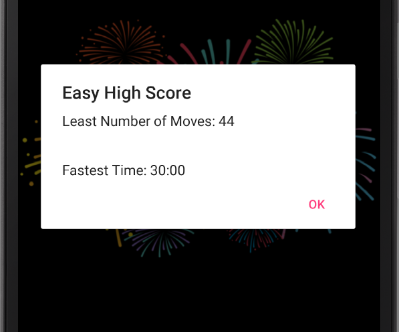 Easy High Score
Least Number of Moves: 44
Fastest Time: 30:00
OK